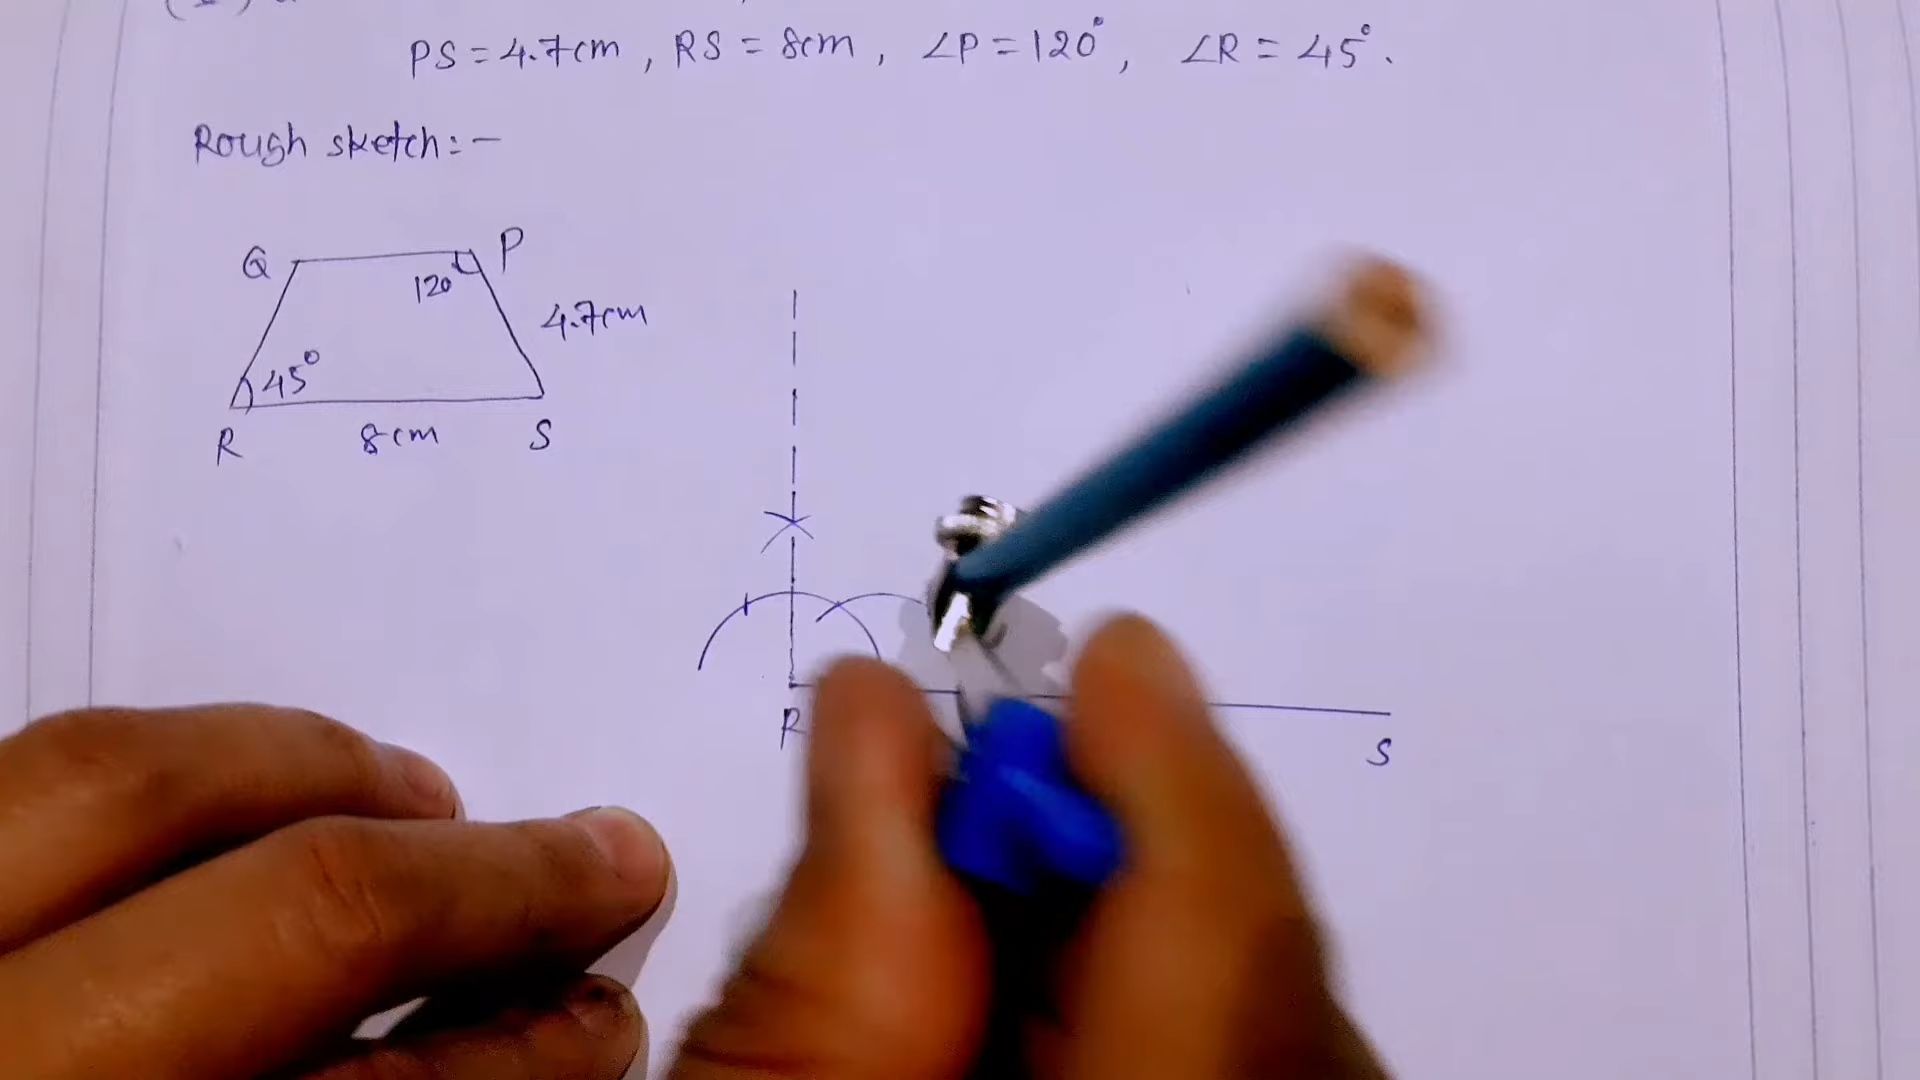 PS = 4.7cm , RS = 8cm , ∠P = 120° , ∠R = 45° .
Rough sketch: –
Q P
120
4.7cm
45°
R 8cm S
R
S